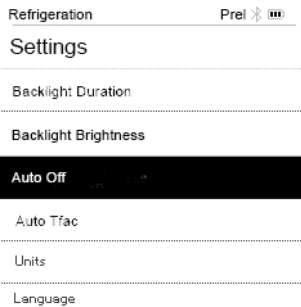 Refrigeration Prel
Settings
Backlight Duration
Backlight Brightness
Auto Off
Auto Tfac
Units
Language